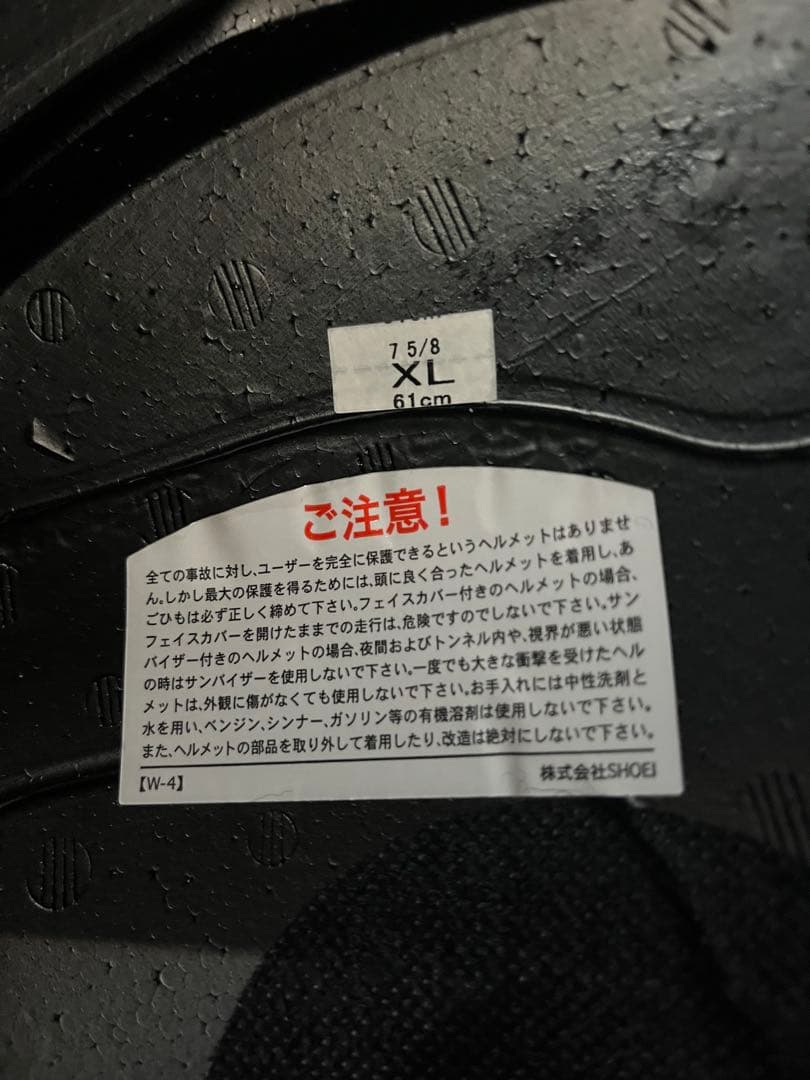 7 5/8
XL
61cm
ご注意！
全ての事故に対し、ユーザーを完全に保護できるというヘルメットはありませ
ん。しかし最大の保護を得るためには、頭に良く合ったヘルメットを着用し、あ
ごひもは必ず正しく締めて下さい。フェイスカバー付きのヘルメットの場合、
フェイスカバーを開けたままでの走行は、危険ですのでしないで下さい。サン
バイザー付きのヘルメットの場合、夜間およびトンネル内や、視界が悪い状態
の時はサンバイザーを使用しないで下さい。一度でも大きな衝撃を受けたヘル
メットは、外観に傷がなくても使用しないで下さい。お手入れには中性洗剤と
水を用い、ベンジン、シンナー、ガソリン等の有機溶剤は使用しないで下さい。
また、ヘルメットの部品を取り外して着用したり、改造は絶対にしないで下さい。
【W-4】 株式会社SHOEI